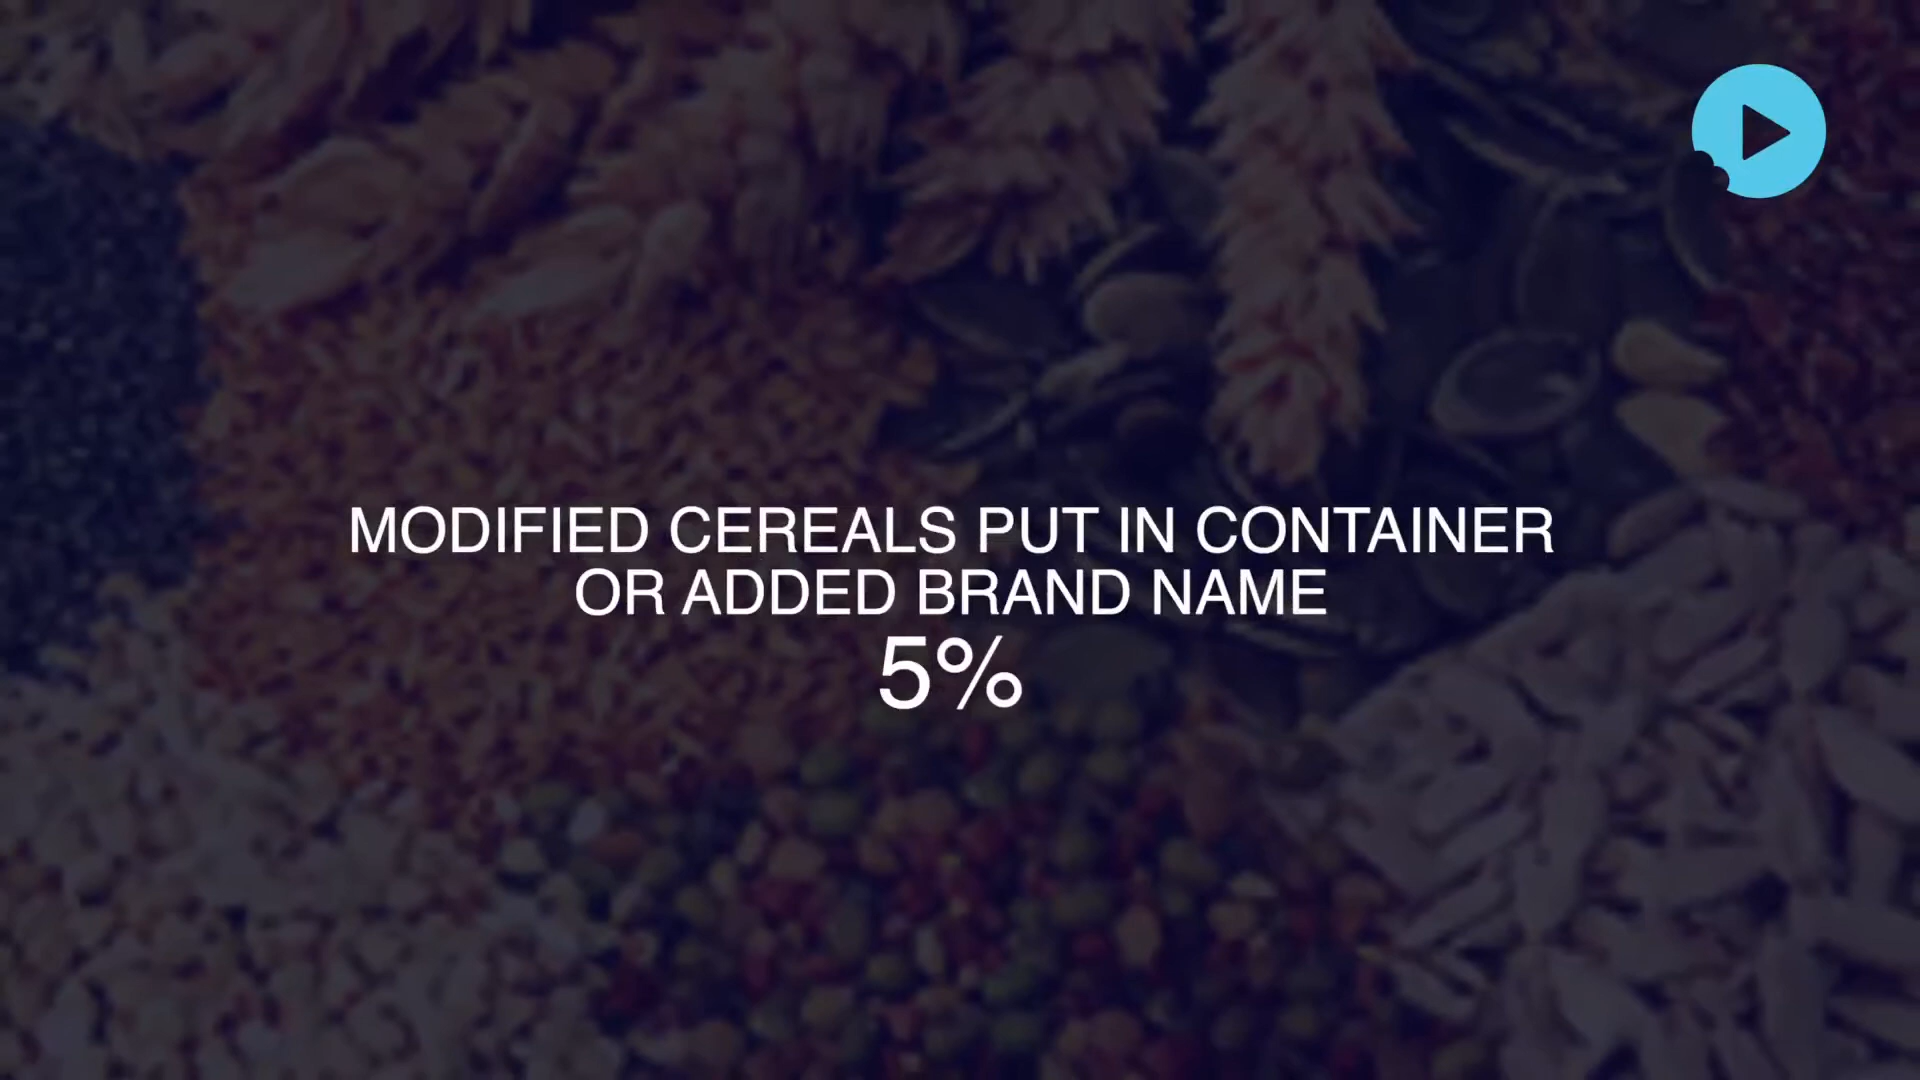 MODIFIED CEREALS PUT IN CONTAINER
OR ADDED BRAND NAME
5%